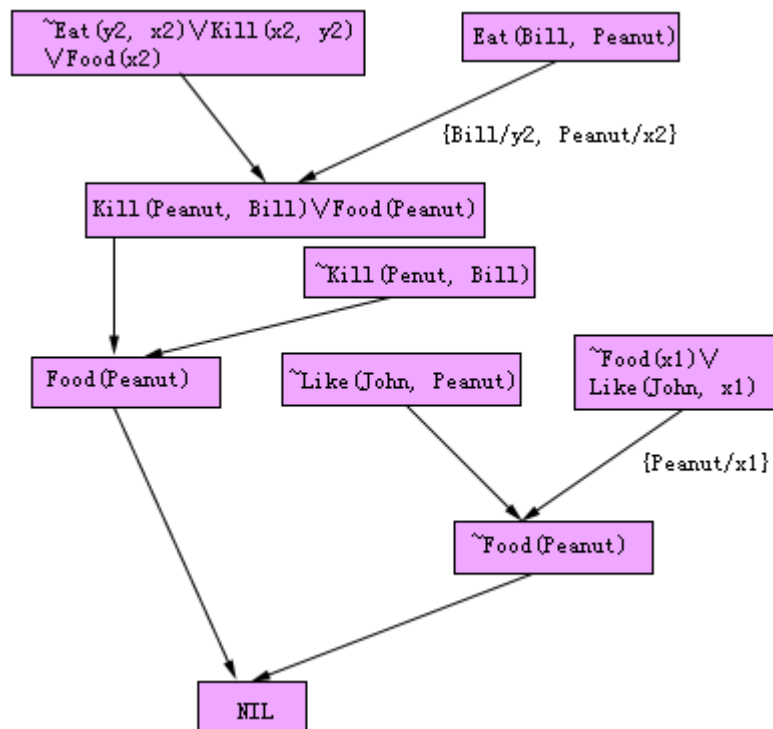 ~Eat(y2, x2)∨Kill(x2, y2)
∨Food(x2)
Eat(Bill, Peanut)
{Bill/y2, Peanut/x2}
Kill(Peanut, Bill)∨Food(Peanut)
~Kill(Penut, Bill)
Food(Peanut)
~Like(John, Peanut)
~Food(x1)∨
Like(John, x1)
{Peanut/x1}
~Food(Peanut)
NIL